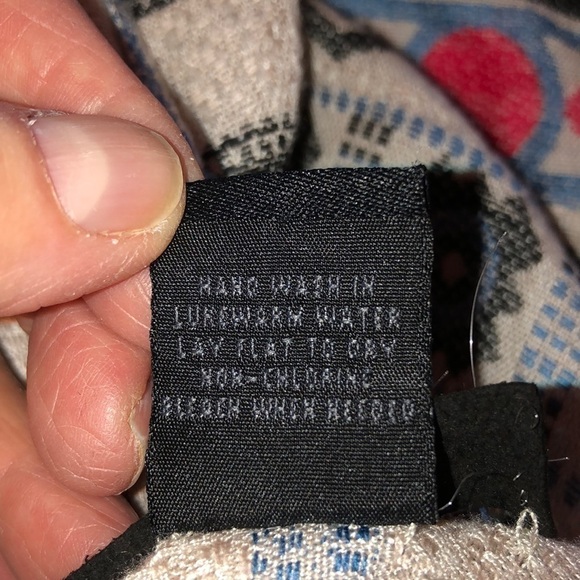 HAND WASH IN
LUKEWARM WATER
LAY FLAT TO DRY
NON-CHLORINE
BLEACH WHEN NEEDED